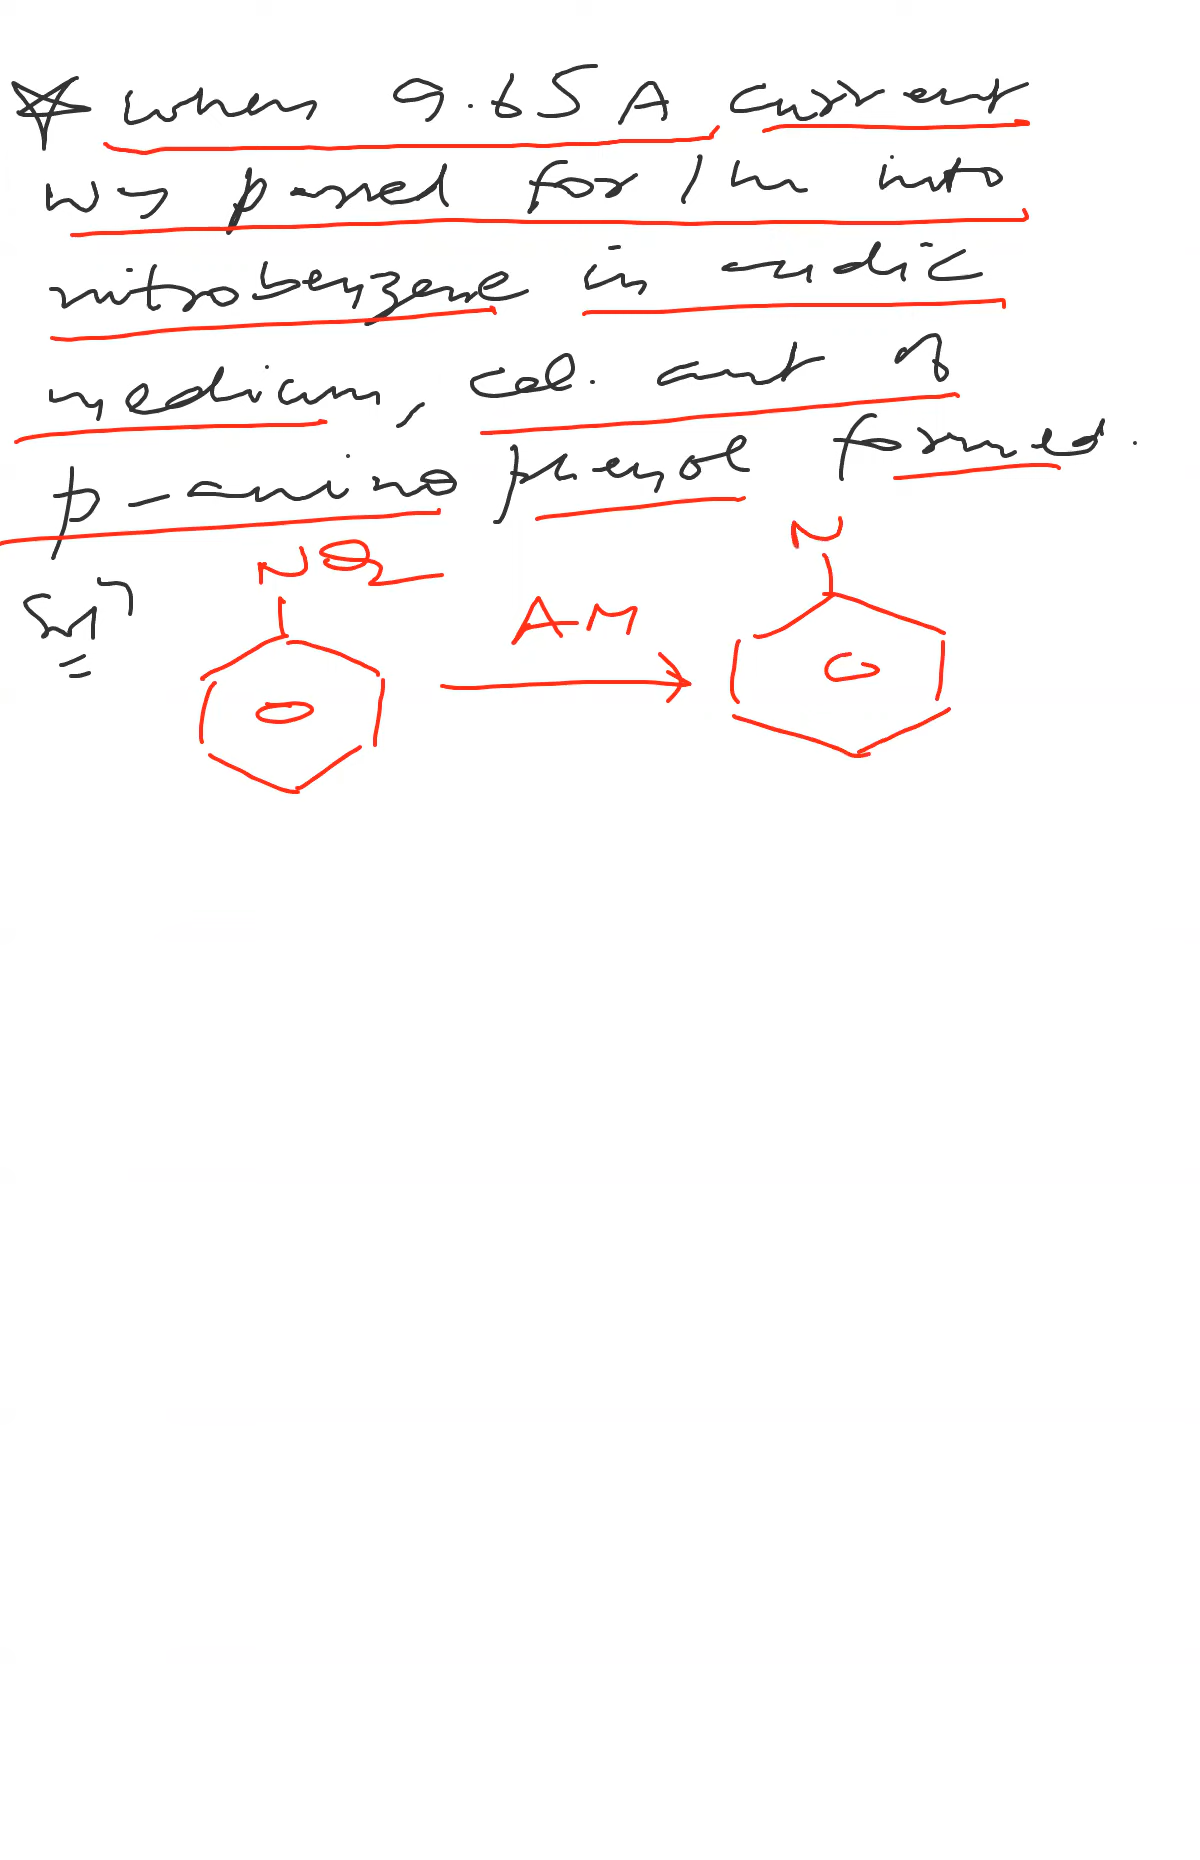 ☆ when 9.65 A current
was passed for 1 hr into
nitrobenzene in acidic
medium, cal. amt of
p-amino phenol formed.
Solⁿ
NO2
AM
N